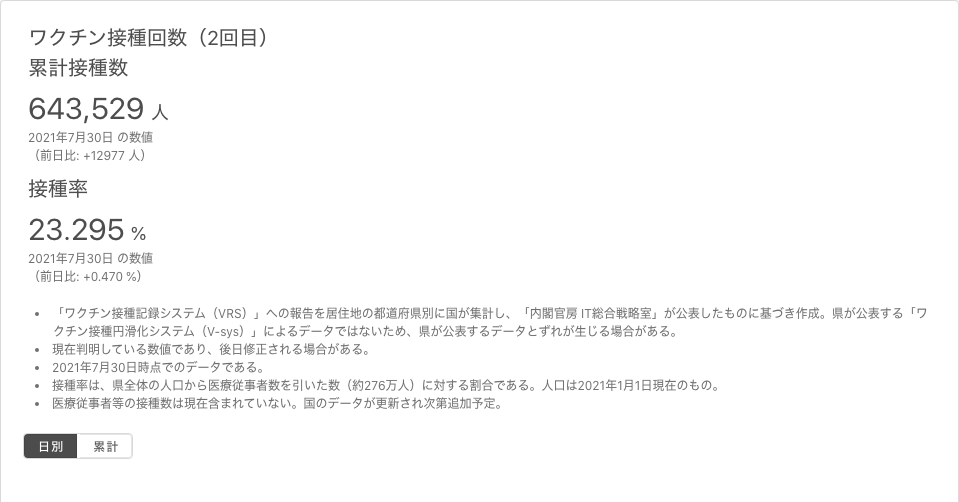 ワクチン接種回数（2回目）
累計接種数
643,529 人
2021年7月30日 の数値
（前日比: +12977 人）
接種率
23.295 %
2021年7月30日 の数値
（前日比: +0.470 %）
• 「ワクチン接種記録システム（VRS）」への報告を居住地の都道府県別に国が集計し、「内閣官房 IT総合戦略室」が公表したものに基づき作成。県が公表する「ワ
クチン接種円滑化システム（V-sys）」によるデータではないため、県が公表するデータとずれが生じる場合がある。
• 現在判明している数値であり、後日修正される場合がある。
• 2021年7月30日時点でのデータである。
• 接種率は、県全体の人口から医療従事者数を引いた数（約276万人）に対する割合である。人口は2021年1月1日現在のもの。
• 医療従事者等の接種数は現在含まれていない。国のデータが更新され次第追加予定。
日別 累計